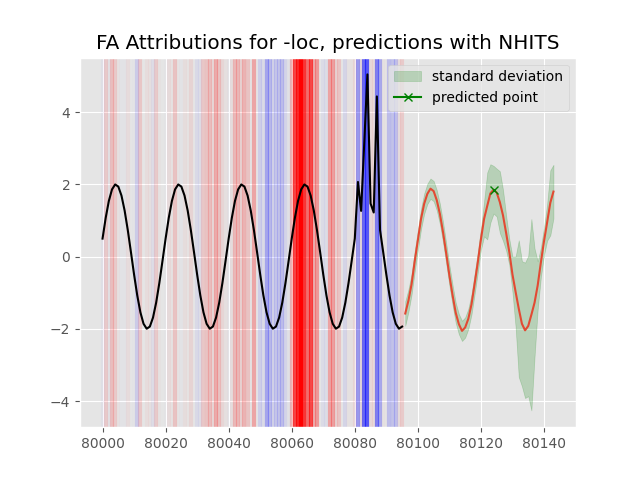 FA Attributions for -loc, predictions with NHITS
standard deviation
predicted point
4
2
0
−2
−4
80000 80020 80040 80060 80080 80100 80120 80140